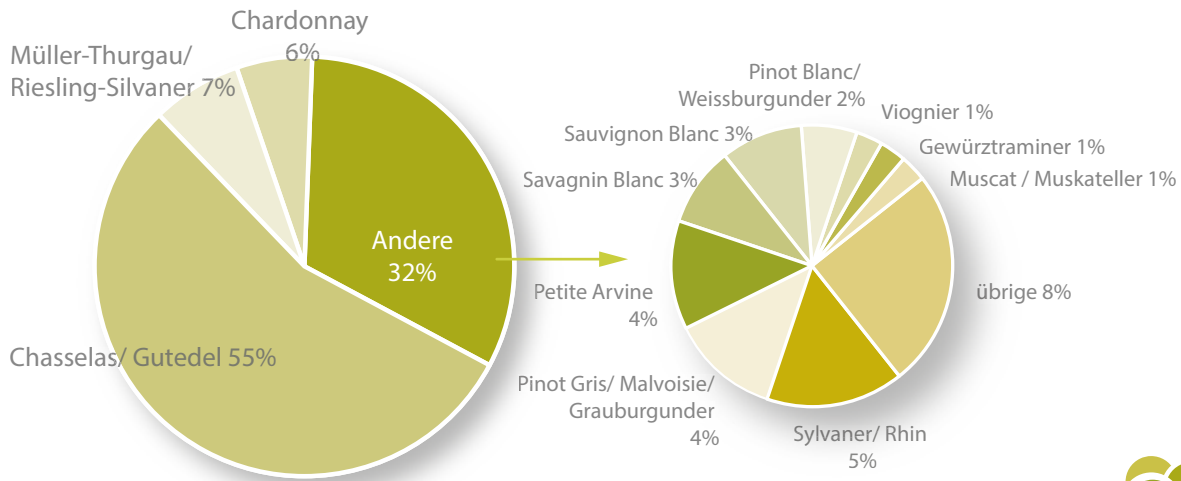 Chardonnay
6%
Müller-Thurgau/
Riesling-Silvaner 7%
Andere
32%
Chasselas/ Gutedel 55%
Pinot Blanc/
Weissburgunder 2%
Viognier 1%
Sauvignon Blanc 3%
Gewürztraminer 1%
Savagnin Blanc 3%
Muscat / Muskateller 1%
Petite Arvine
4%
übrige 8%
Pinot Gris/ Malvoisie/
Grauburgunder
4%
Sylvaner/ Rhin
5%